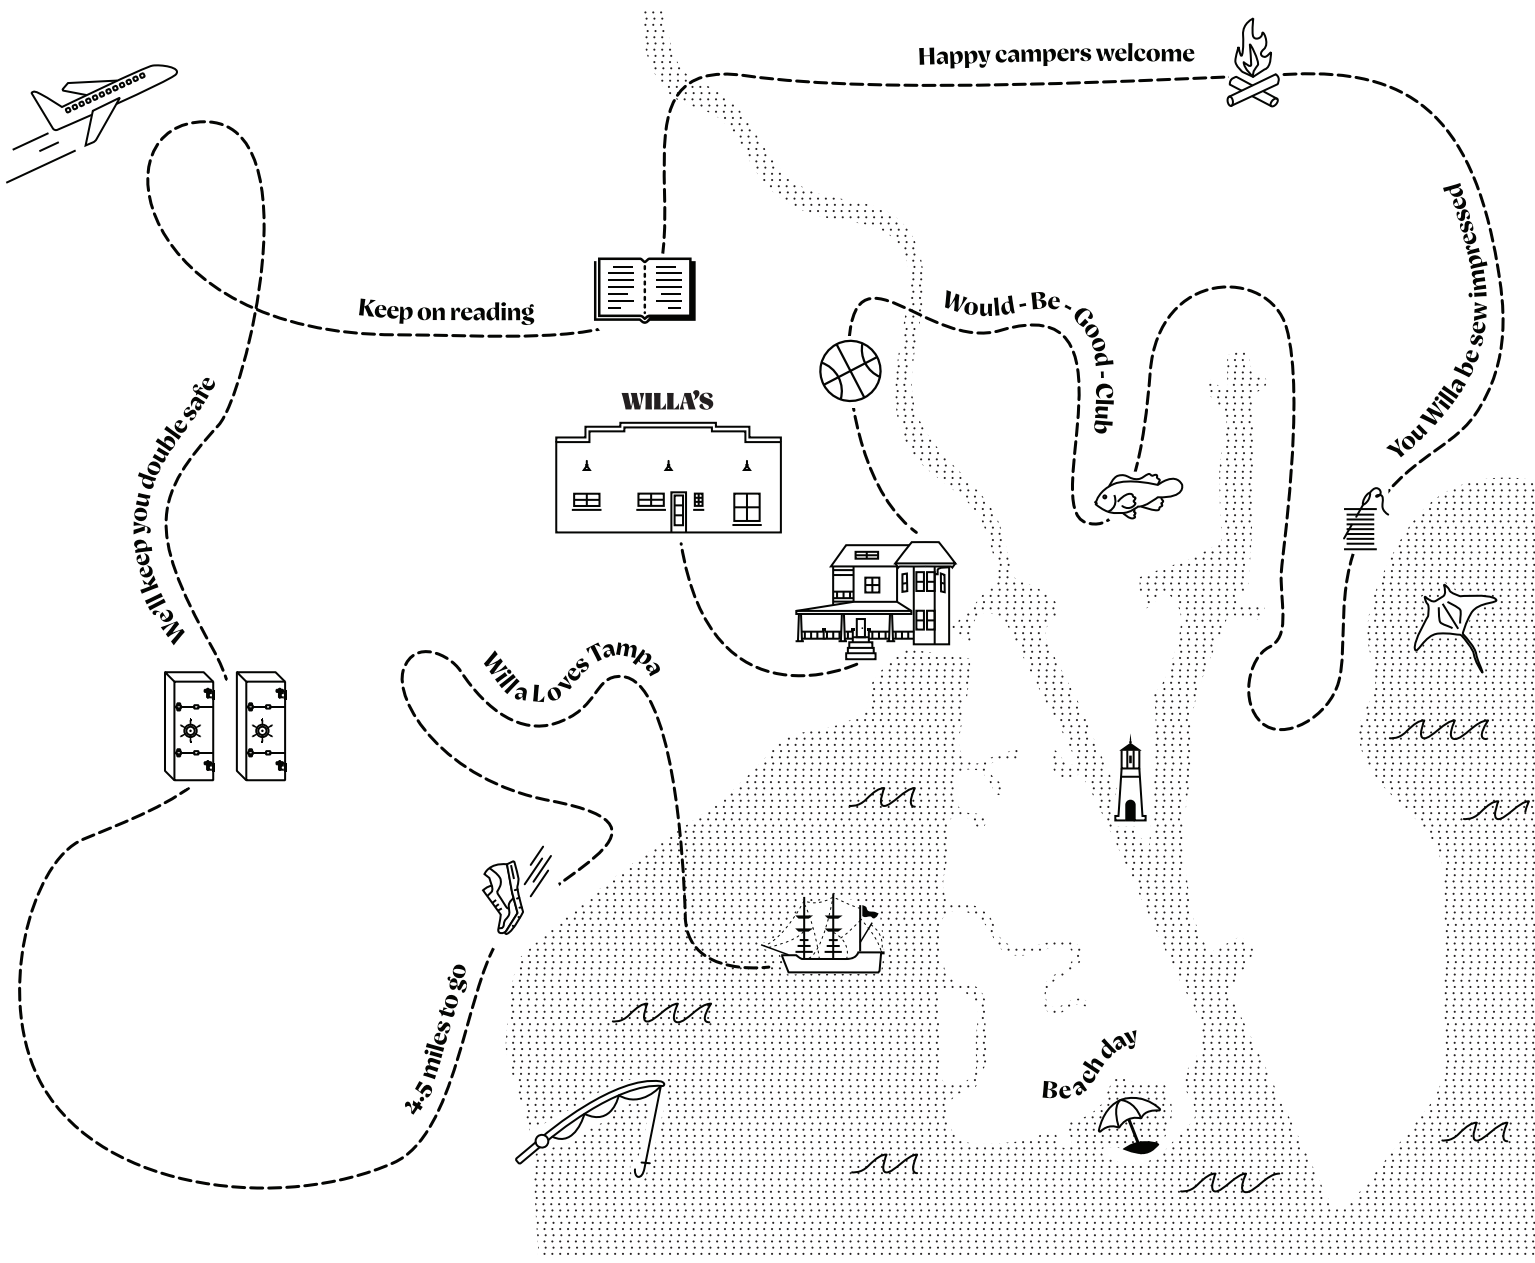 Happy campers welcome
You Willa be sew impressed
Keep on reading
Would-Be-Good-Club
WILLA'S
We'll keep you double safe
Willa Loves Tampa
4.5 miles to go
Beach day